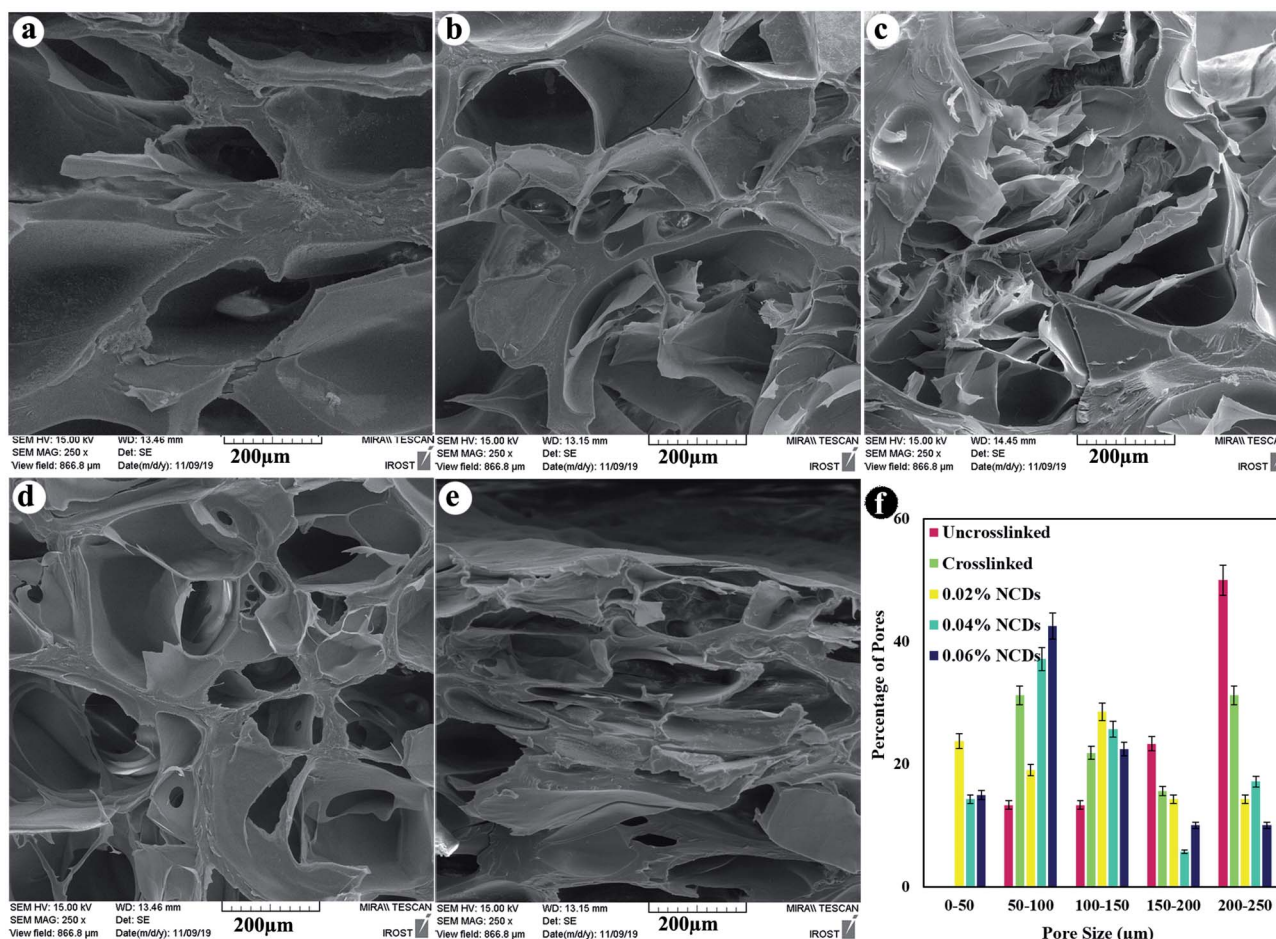 a
SEM HV: 15.00 kV WD: 13.46 mm MIRA\\ TESCAN
SEM MAG: 250 x Det: SE 200µm
View field: 866.8 µm Date(m/d/y): 11/09/19 IROST
b
SEM HV: 15.00 kV WD: 13.15 mm MIRA\\ TESCAN
SEM MAG: 250 x Det: SE 200µm
View field: 866.8 µm Date(m/d/y): 11/09/19 IROST
c
SEM HV: 15.00 kV WD: 14.45 mm MIRA\\ TESCAN
SEM MAG: 250 x Det: SE 200µm
View field: 866.8 µm Date(m/d/y): 11/09/19 IROST
d
SEM HV: 15.00 kV WD: 13.46 mm MIRA\\ TESCAN
SEM MAG: 250 x Det: SE 200µm
View field: 866.8 µm Date(m/d/y): 11/09/19 IROST
e
SEM HV: 15.00 kV WD: 13.15 mm MIRA\\ TESCAN
SEM MAG: 250 x Det: SE 200µm
View field: 866.8 µm Date(m/d/y): 11/09/19 IROST
f
Percentage of Pores
60
40
20
0
Uncrosslinked
Crosslinked
0.02% NCDs
0.04% NCDs
0.06% NCDs
0-50 50-100 100-150 150-200 200-250
Pore Size (µm)